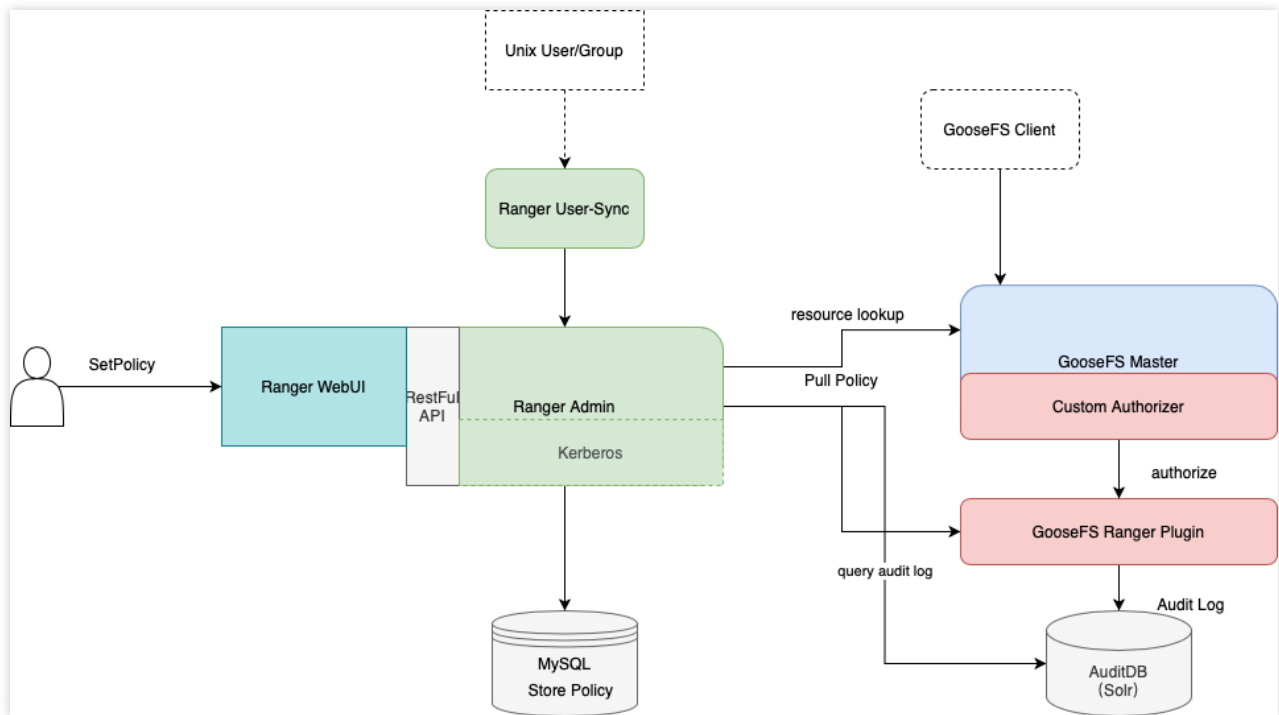 Unix User/Group
GooseFS Client
Ranger User-Sync
resource lookup
SetPolicy
Ranger WebUI
RestFul
API
Ranger Admin
Kerberos
Pull Policy
GooseFS Master
Custom Authorizer
authorize
GooseFS Ranger Plugin
query audit log
Audit Log
MySQL
Store Policy
AuditDB
(Solr)